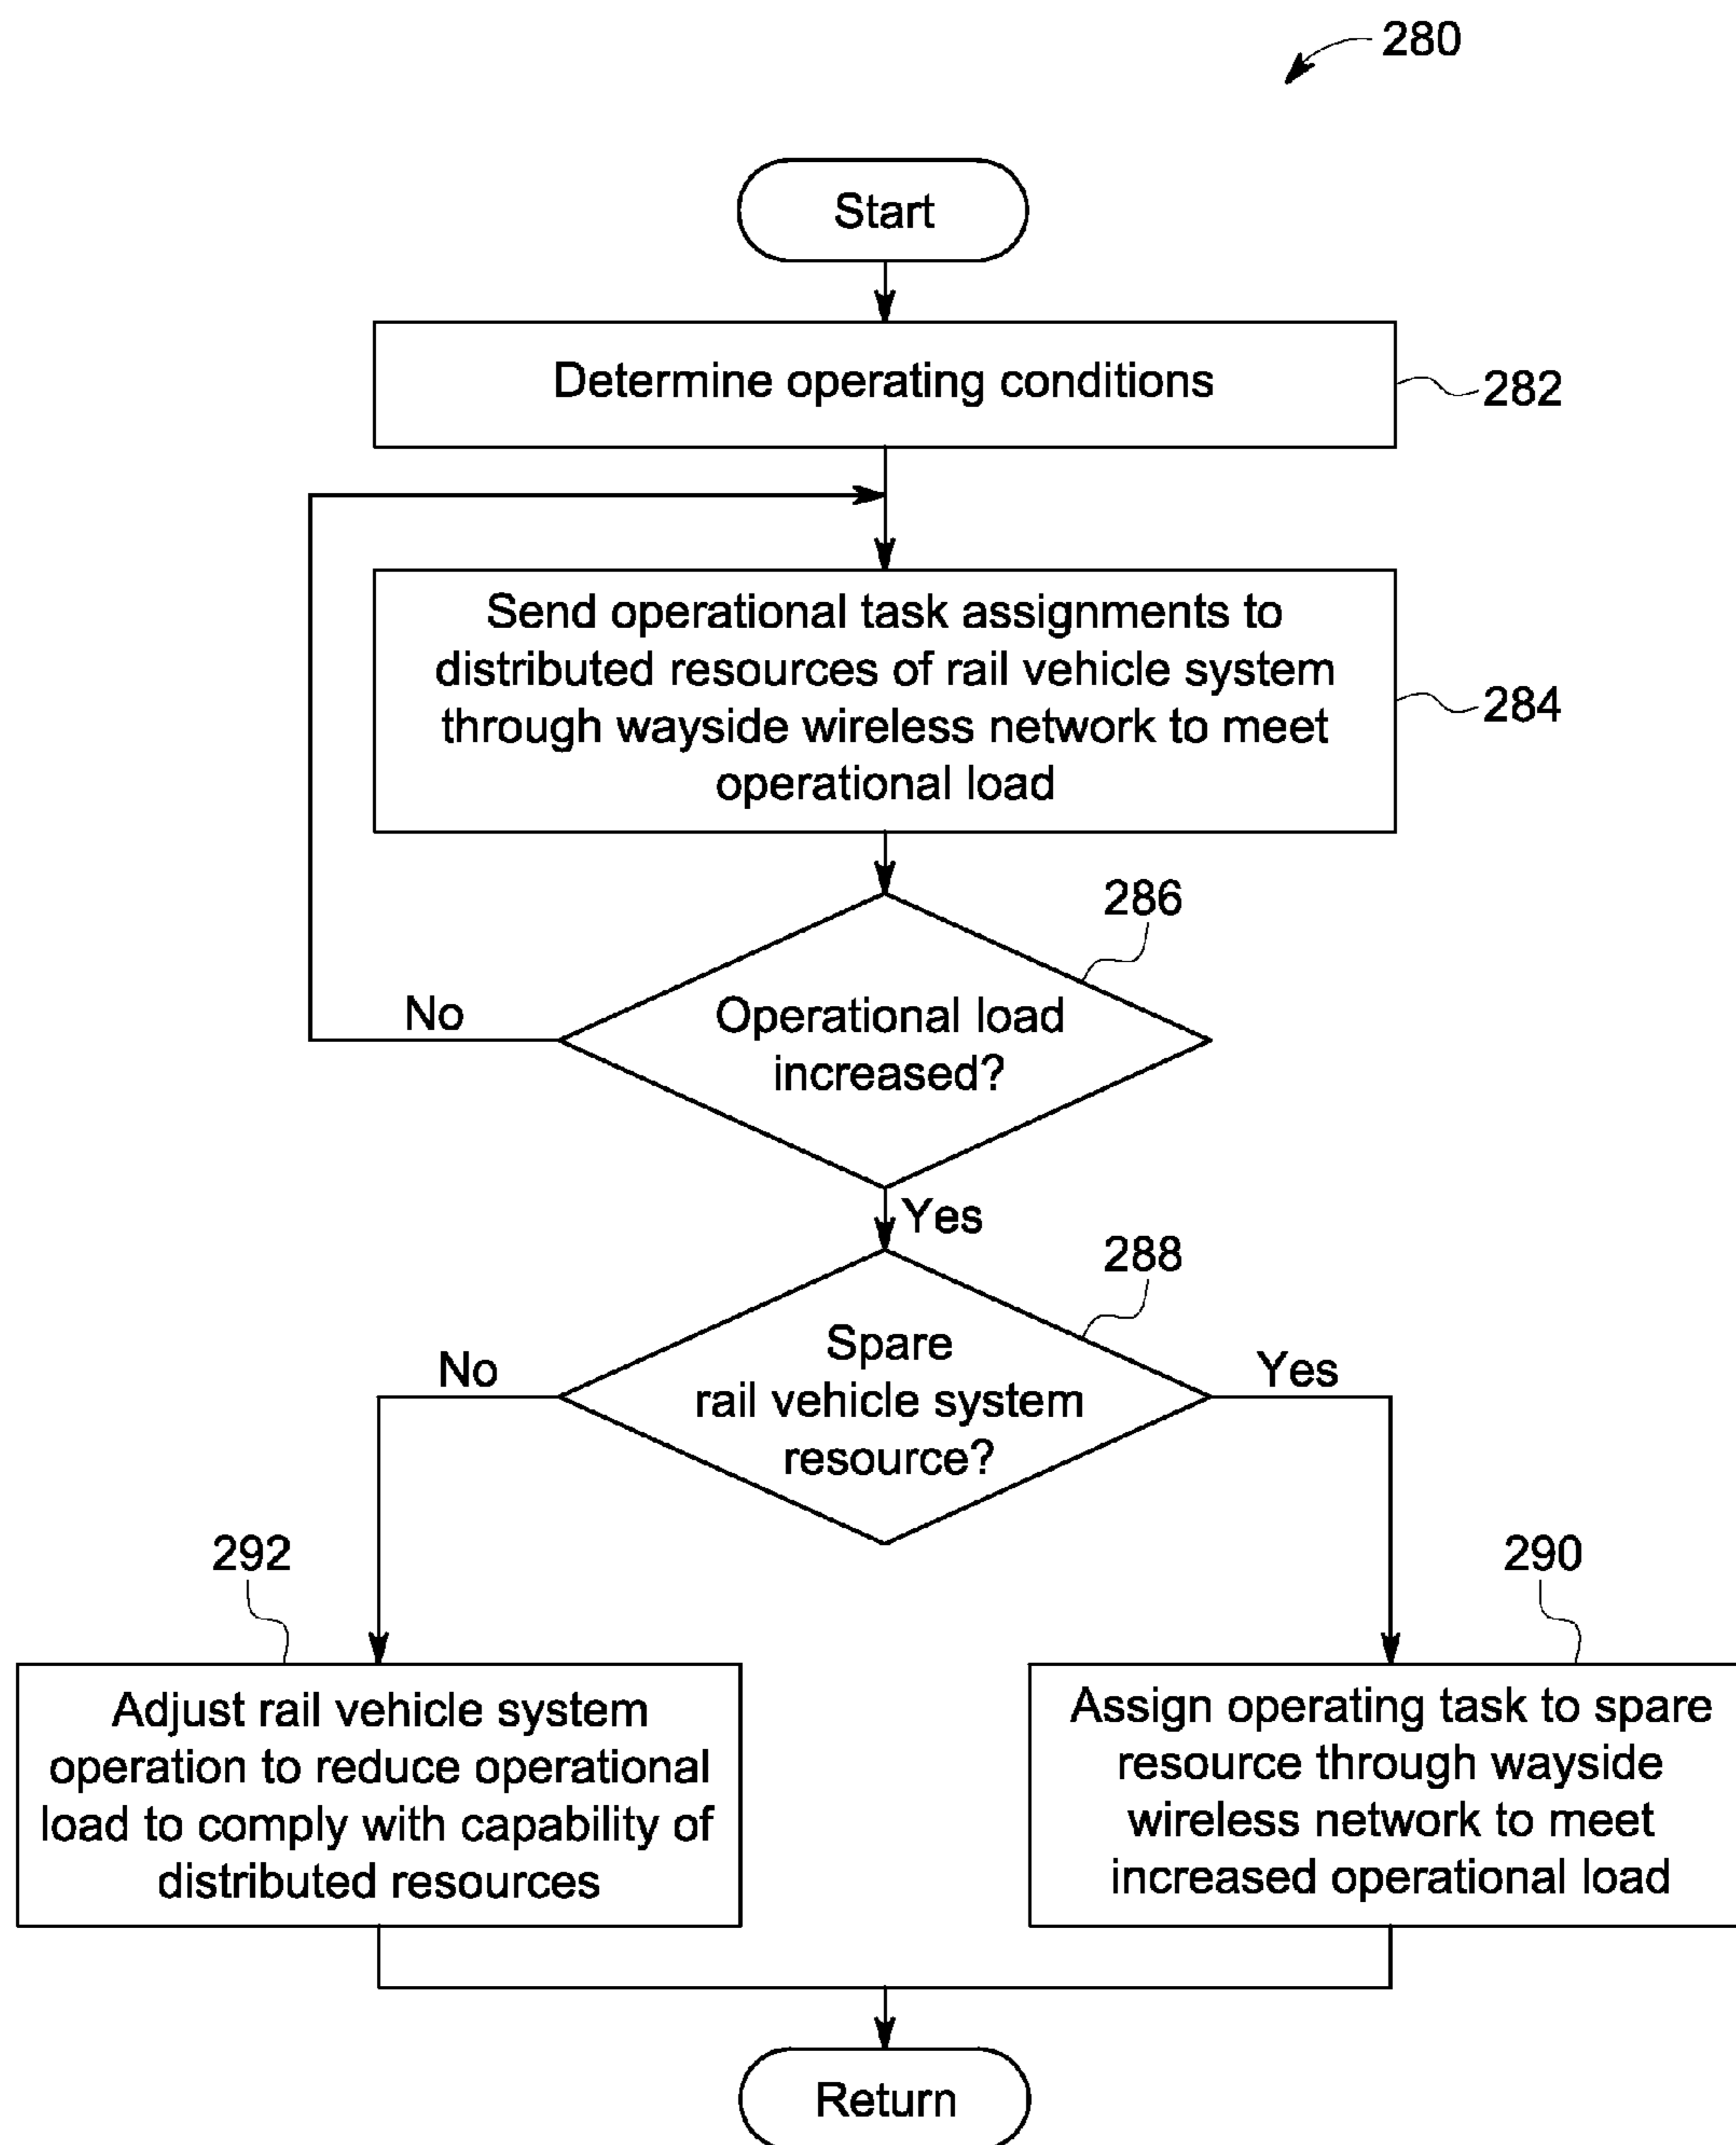 280
Start
Determine operating conditions
282
Send operational task assignments to
distributed resources of rail vehicle system
through wayside wireless network to meet
operational load
284
286
Operational load
increased?
No
Yes
288
Spare
rail vehicle system
resource?
No
Yes
292
Adjust rail vehicle system
operation to reduce operational
load to comply with capability of
distributed resources
290
Assign operating task to spare
resource through wayside
wireless network to meet
increased operational load
Return